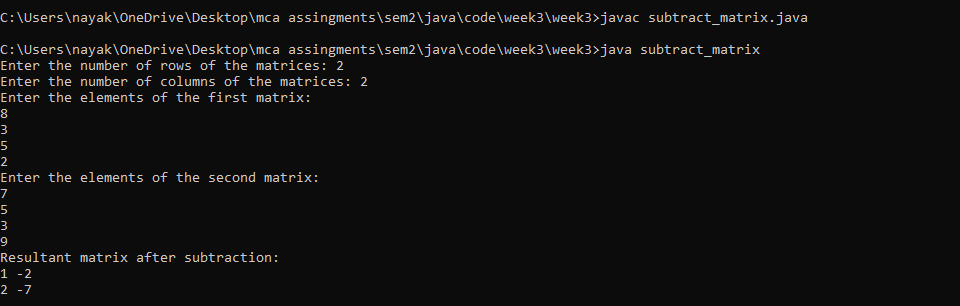 C:\Users\nayak\OneDrive\Desktop\mca assingments\sem2\java\code\week3\week3>javac subtract_matrix.java
C:\Users\nayak\OneDrive\Desktop\mca assingments\sem2\java\code\week3\week3>java subtract_matrix
Enter the number of rows of the matrices: 2
Enter the number of columns of the matrices: 2
Enter the elements of the first matrix:
8
3
5
2
Enter the elements of the second matrix:
7
5
3
9
Resultant matrix after subtraction:
1 -2
2 -7